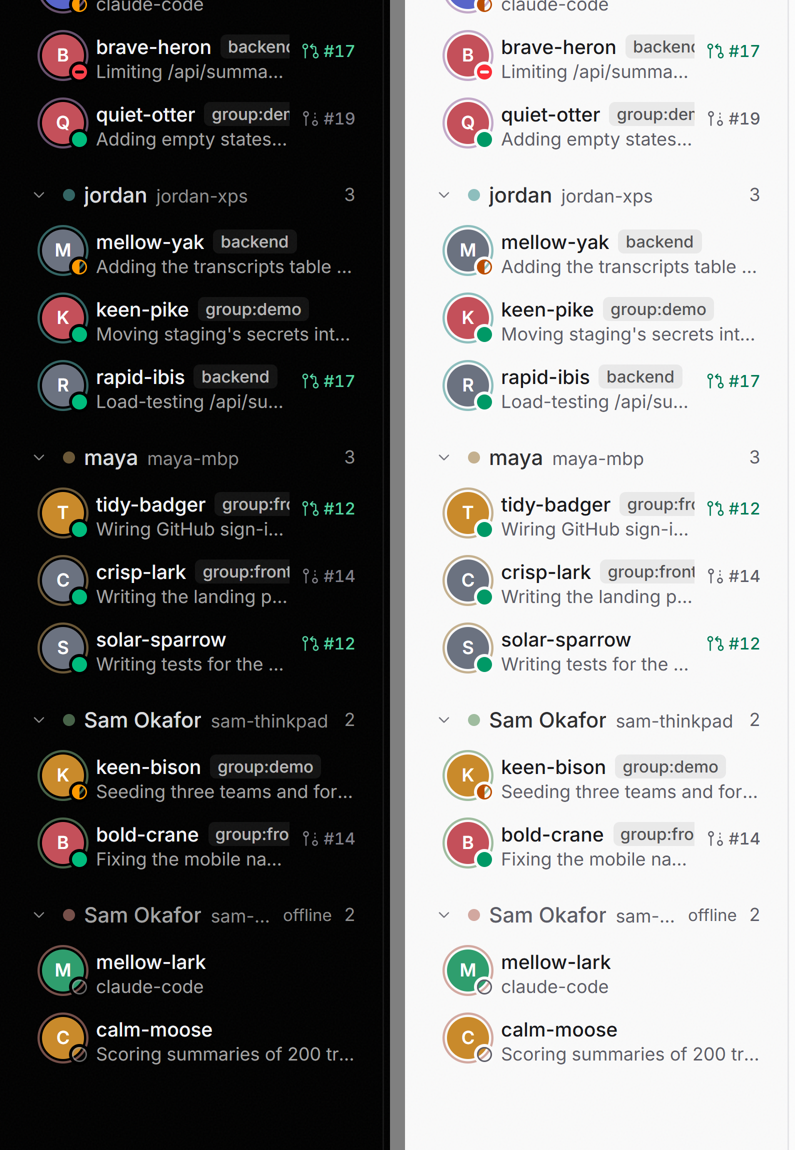 claude-code
B brave-heron backend #17
Limiting /api/summa...
Q quiet-otter group:der #19
Adding empty states...
jordan jordan-xps 3
M mellow-yak backend
Adding the transcripts table ...
K keen-pike group:demo
Moving staging's secrets int...
R rapid-ibis backend #17
Load-testing /api/su...
maya maya-mbp 3
T tidy-badger group:fro #12
Wiring GitHub sign-i...
C crisp-lark group:front #14
Writing the landing p...
S solar-sparrow #12
Writing tests for the ...
Sam Okafor sam-thinkpad 2
K keen-bison group:demo
Seeding three teams and for...
B bold-crane group:fro #14
Fixing the mobile na...
Sam Okafor sam-... offline 2
M mellow-lark
claude-code
C calm-moose
Scoring summaries of 200 tr...
claude-code
B brave-heron backend #17
Limiting /api/summa...
Q quiet-otter group:der #19
Adding empty states...
jordan jordan-xps 3
M mellow-yak backend
Adding the transcripts table ...
K keen-pike group:demo
Moving staging's secrets int...
R rapid-ibis backend #17
Load-testing /api/su...
maya maya-mbp 3
T tidy-badger group:fro #12
Wiring GitHub sign-i...
C crisp-lark group:front #14
Writing the landing p...
S solar-sparrow #12
Writing tests for the ...
Sam Okafor sam-thinkpad 2
K keen-bison group:demo
Seeding three teams and for...
B bold-crane group:fro #14
Fixing the mobile na...
Sam Okafor sam-... offline 2
M mellow-lark
claude-code
C calm-moose
Scoring summaries of 200 tr...